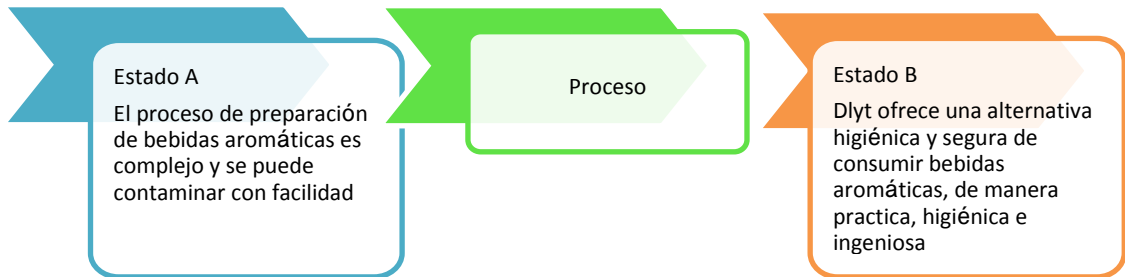 Estado A
El proceso de preparación
de bebidas aromáticas es
complejo y se puede
contaminar con facilidad
Proceso
Estado B
Dlyt ofrece una alternativa
higiénica y segura de
consumir bebidas
aromáticas, de manera
practica, higiénica e
ingeniosa